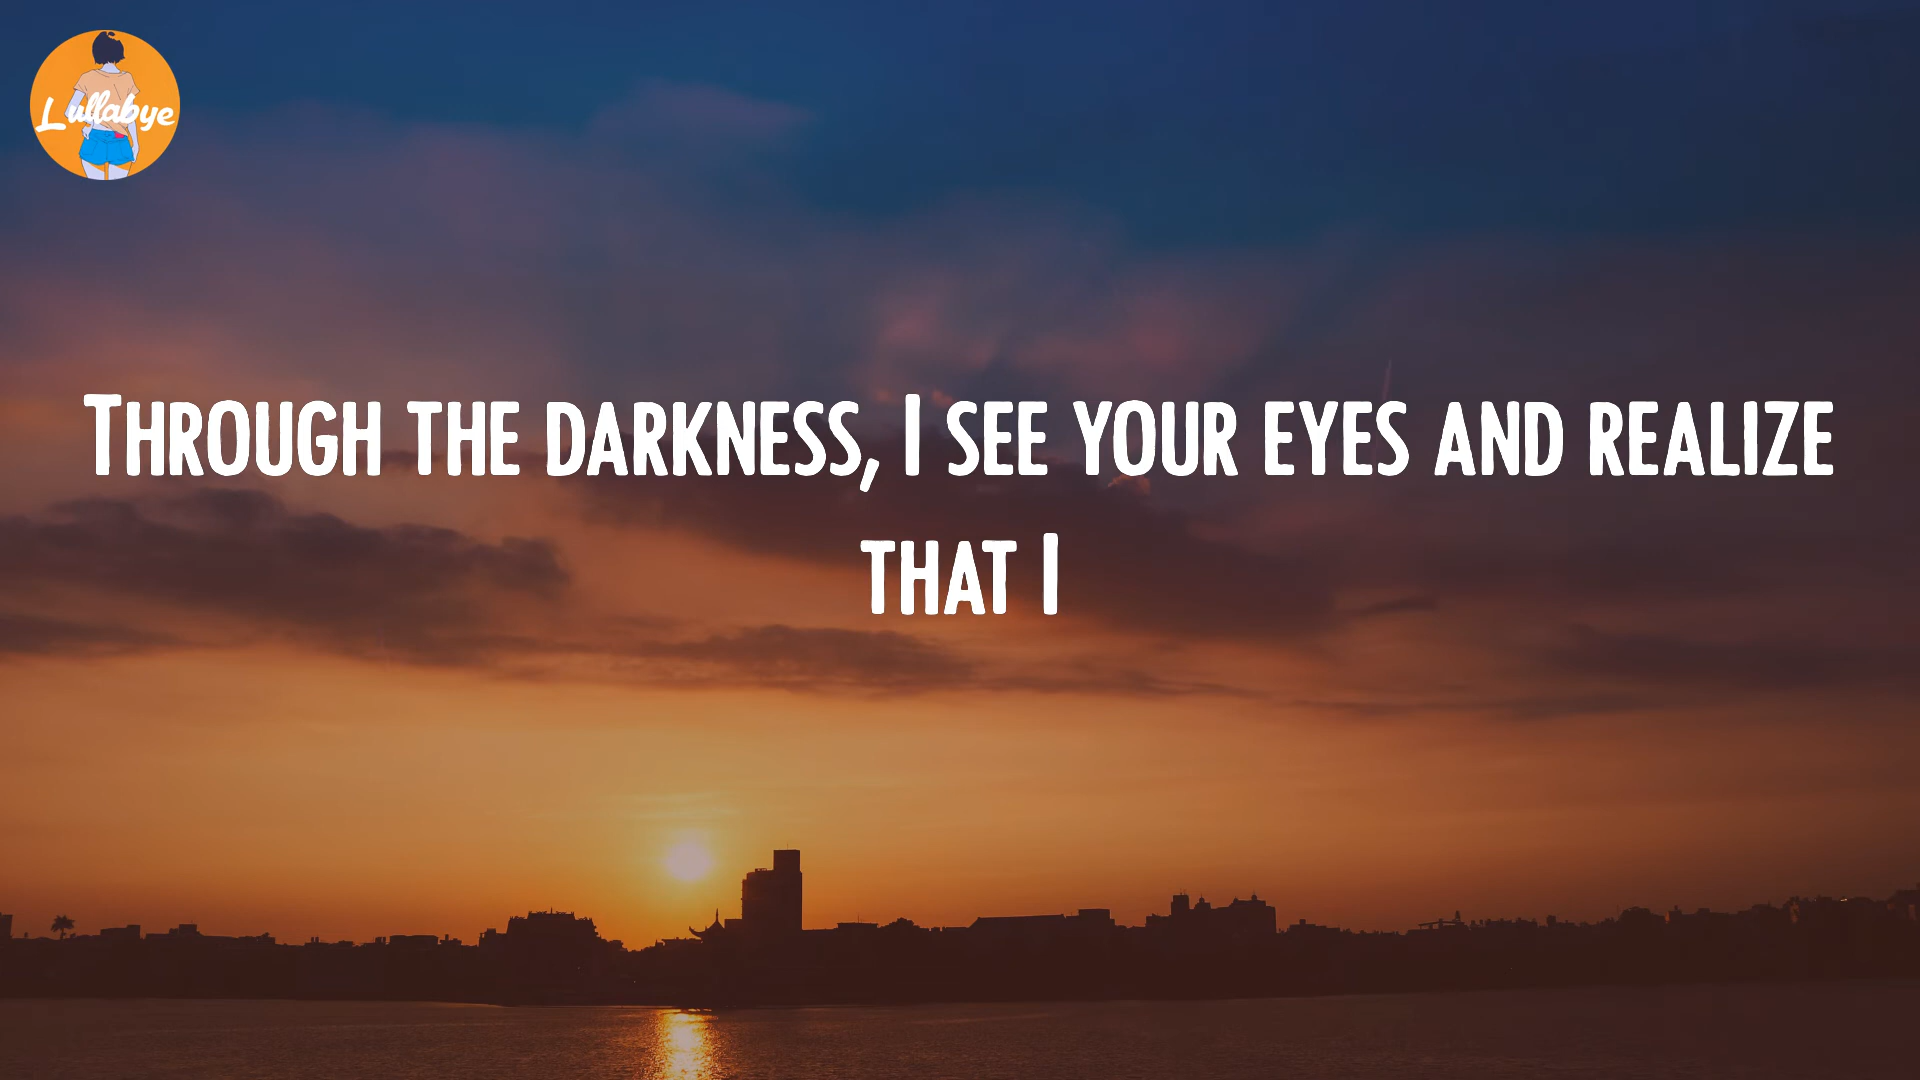 Lullabye
Through the darkness, I see your eyes and realize
that I